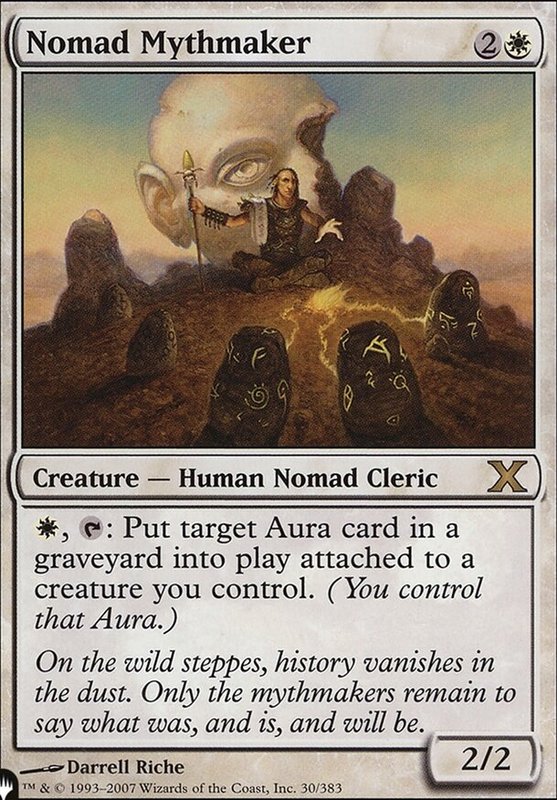 Nomad Mythmaker 2
Creature — Human Nomad Cleric
, : Put target Aura card in a
graveyard into play attached to a
creature you control. (You control
that Aura.)
On the wild steppes, history vanishes in
the dust. Only the mythmakers remain to
say what was, and is, and will be.
2/2
Darrell Riche
™ & © 1993–2007 Wizards of the Coast, Inc. 30/383